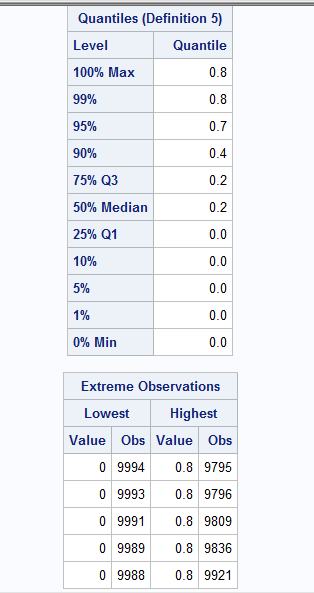 Quantiles (Definition 5)
Level Quantile
100% Max 0.8
99% 0.8
95% 0.7
90% 0.4
75% Q3 0.2
50% Median 0.2
25% Q1 0.0
10% 0.0
5% 0.0
1% 0.0
0% Min 0.0
Extreme Observations
Lowest Highest
Value Obs Value Obs
0 9994 0.8 9795
0 9993 0.8 9796
0 9991 0.8 9809
0 9989 0.8 9836
0 9988 0.8 9921